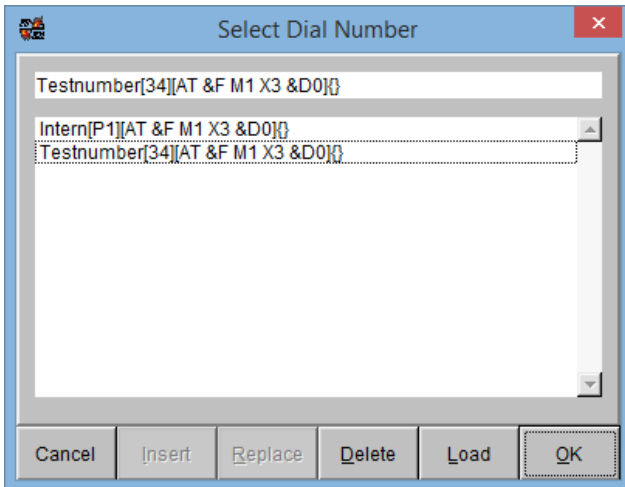 Select Dial Number
Testnumber[34][AT &F M1 X3 &D0]{}
Intern[P1][AT &F M1 X3 &D0]{}
Testnumber[34][AT &F M1 X3 &D0]{}
Cancel Insert Replace Delete Load OK